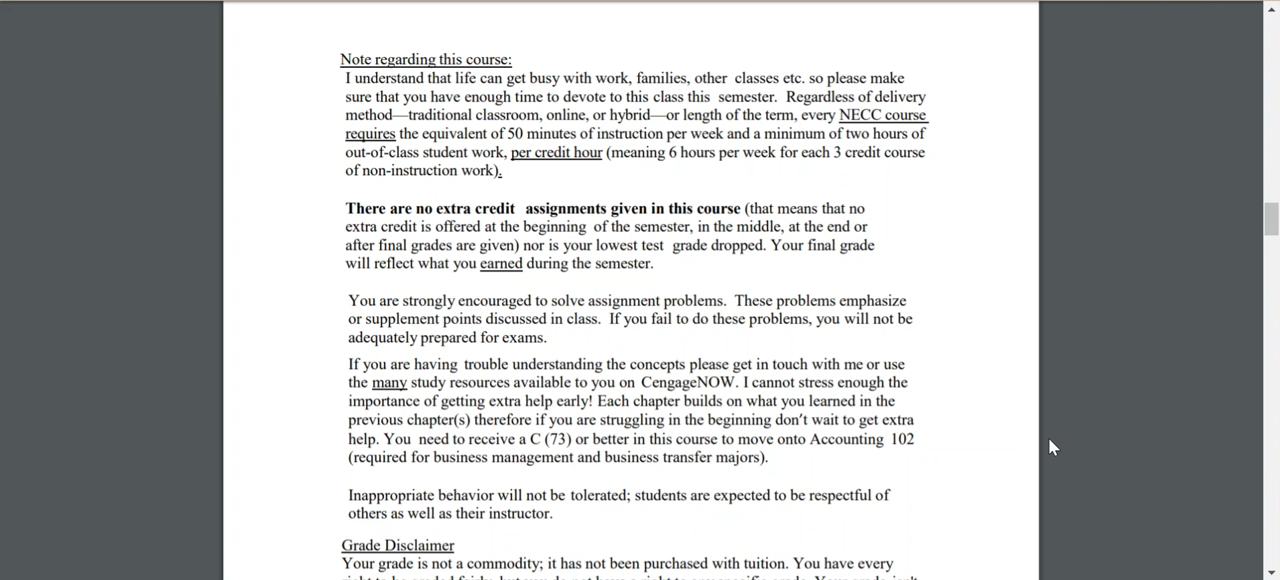 Note regarding this course:
I understand that life can get busy with work, families, other classes etc. so please make
sure that you have enough time to devote to this class this semester. Regardless of delivery
method—traditional classroom, online, or hybrid—or length of the term, every NECC course
requires the equivalent of 50 minutes of instruction per week and a minimum of two hours of
out-of-class student work, per credit hour (meaning 6 hours per week for each 3 credit course
of non-instruction work).
There are no extra credit assignments given in this course (that means that no
extra credit is offered at the beginning of the semester, in the middle, at the end or
after final grades are given) nor is your lowest test grade dropped. Your final grade
will reflect what you earned during the semester.
You are strongly encouraged to solve assignment problems. These problems emphasize
or supplement points discussed in class. If you fail to do these problems, you will not be
adequately prepared for exams.
If you are having trouble understanding the concepts please get in touch with me or use
the many study resources available to you on CengageNOW. I cannot stress enough the
importance of getting extra help early! Each chapter builds on what you learned in the
previous chapter(s) therefore if you are struggling in the beginning don't wait to get extra
help. You need to receive a C (73) or better in this course to move onto Accounting 102
(required for business management and business transfer majors).
Inappropriate behavior will not be tolerated; students are expected to be respectful of
others as well as their instructor.
Grade Disclaimer
Your grade is not a commodity; it has not been purchased with tuition. You have every